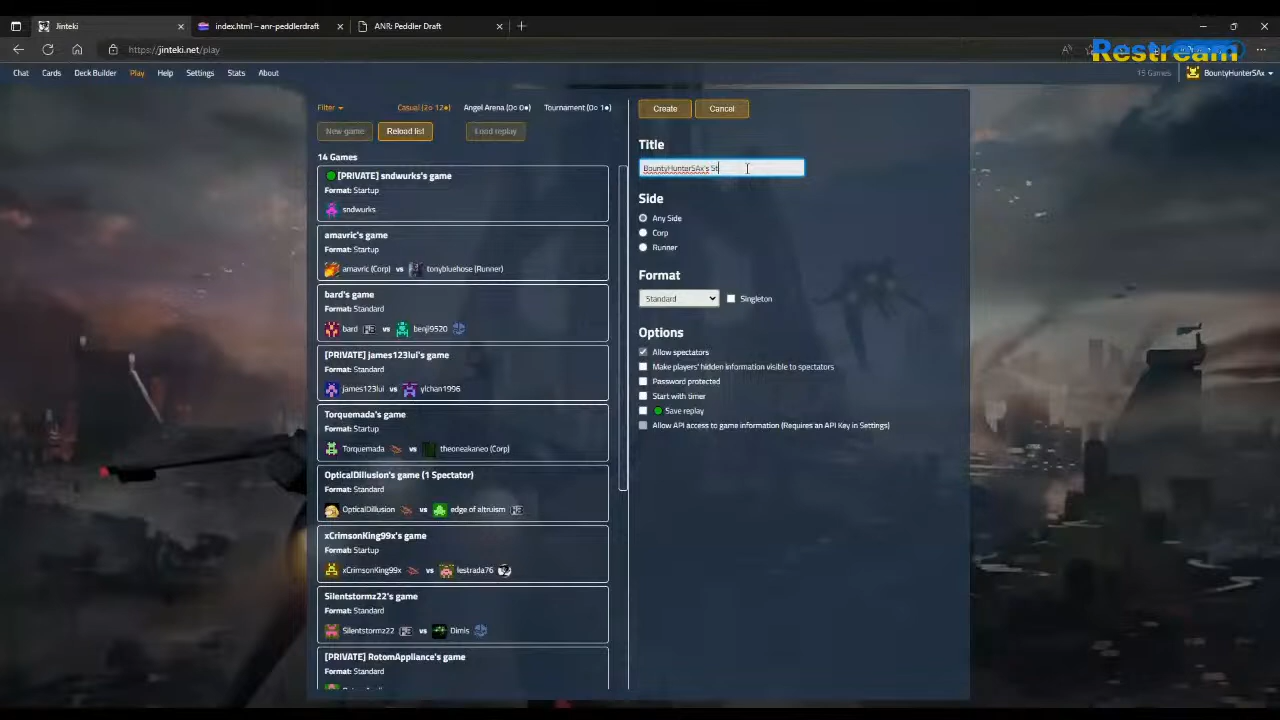 Jinteki
index.html – anr-peddlerdraft
ANR: Peddler Draft
https://jinteki.net/play
Restream
Chat Cards Deck Builder Play Help Settings Stats About
15 Games BountyHunterSAx
Filter Casual (2○ 12●) Angel Arena (0○ 0●) Tournament (0○ 1●)
New game Reload list Load replay
14 Games
[PRIVATE] sndwurks's game
Format: Startup
sndwurks
amavric's game
Format: Startup
amavric (Corp) vs tonybluehose (Runner)
bard's game
Format: Standard
bard vs benji9520
[PRIVATE] james123lui's game
Format: Standard
james123lui vs ylchan1996
Torquemada's game
Format: Startup
Torquemada vs theoneakaneo (Corp)
OpticalDillusion's game (1 Spectator)
Format: Standard
OpticalDillusion vs edge of altruism
xCrimsonKing99x's game
Format: Startup
xCrimsonKing99x vs lestrada76
Silentstormz22's game
Format: Standard
Silentstormz22 vs Dimis
[PRIVATE] RotomAppliance's game
Format: Standard
Create Cancel
Title
BountyHunterSAx's St
Side
Any Side
Corp
Runner
Format
Standard Singleton
Options
Allow spectators
Make players' hidden information visible to spectators
Password protected
Start with timer
Save replay
Allow API access to game information (Requires an API Key in Settings)